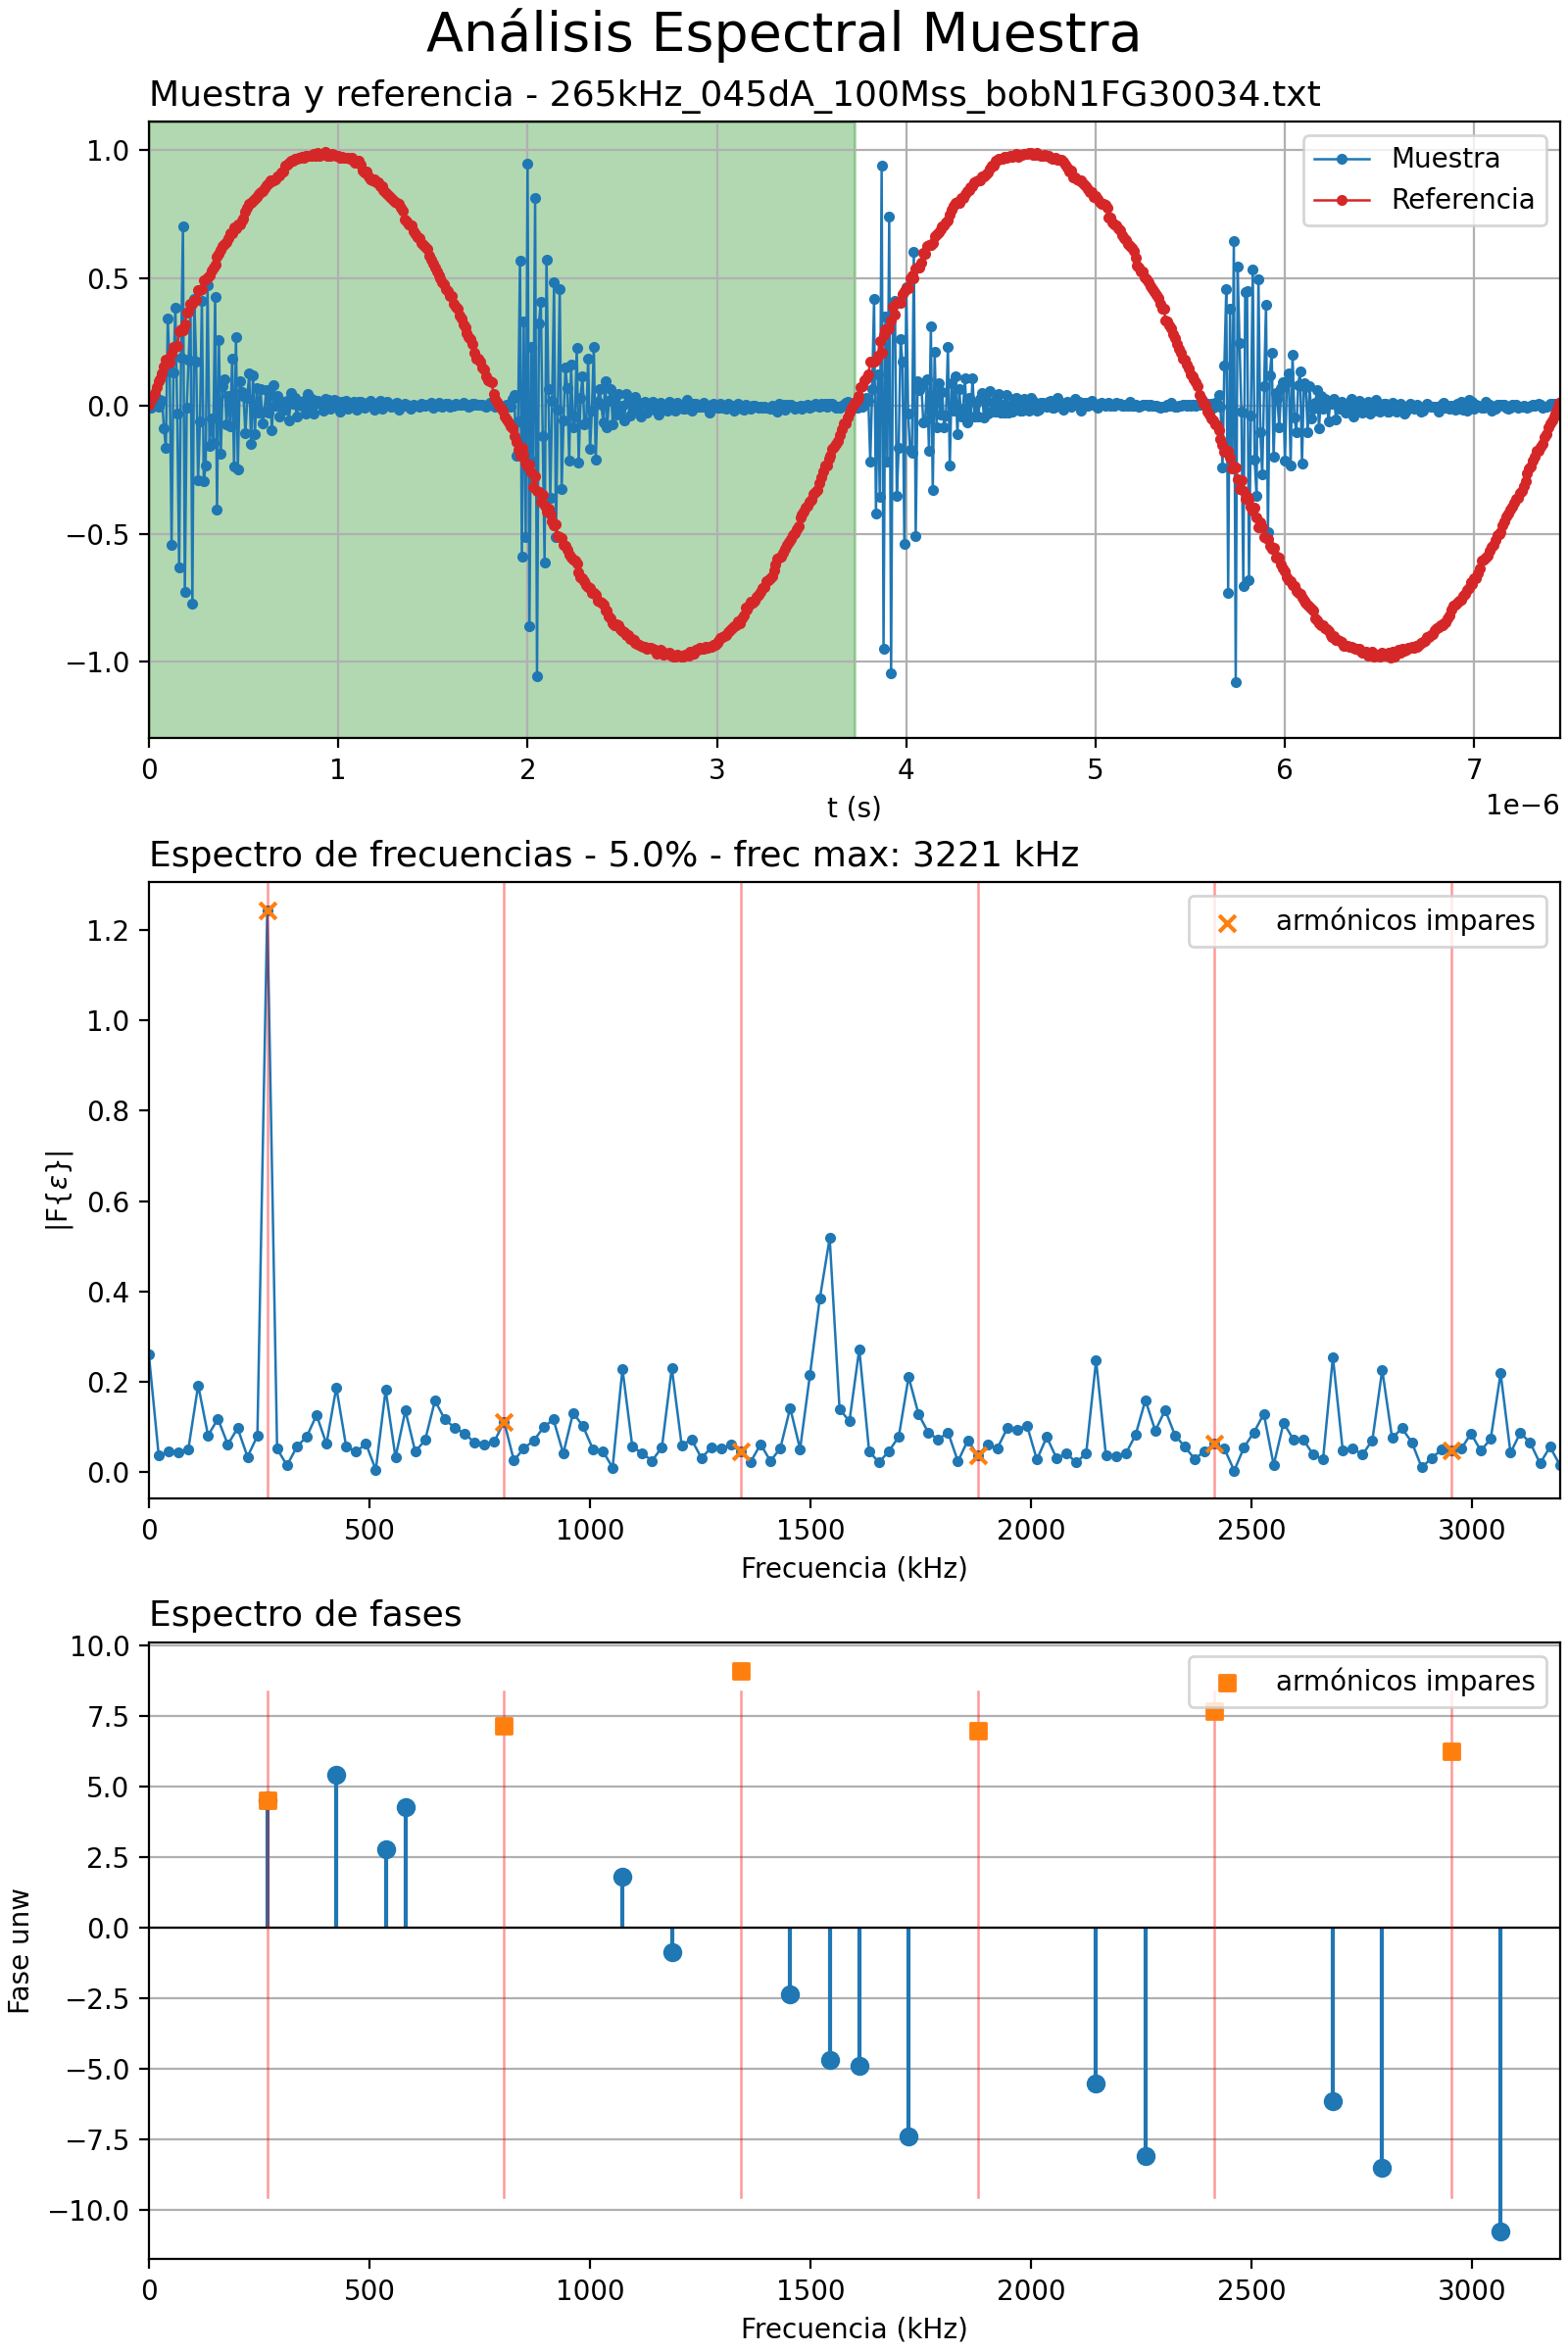 Análisis Espectral Muestra
Muestra y referencia - 265kHz_045dA_100Mss_bobN1FG30034.txt
1.0
0.5
0.0
−0.5
−1.0
Muestra
Referencia
0 1 2 3 4 5 6 7
t (s)
1e−6
Espectro de frecuencias - 5.0% - frec max: 3221 kHz
1.2
1.0
0.8
0.6
0.4
0.2
0.0
|F{ε}|
armónicos impares
0 500 1000 1500 2000 2500 3000
Frecuencia (kHz)
Espectro de fases
10.0
7.5
5.0
2.5
0.0
−2.5
−5.0
−7.5
−10.0
Fase unw
armónicos impares
0 500 1000 1500 2000 2500 3000
Frecuencia (kHz)